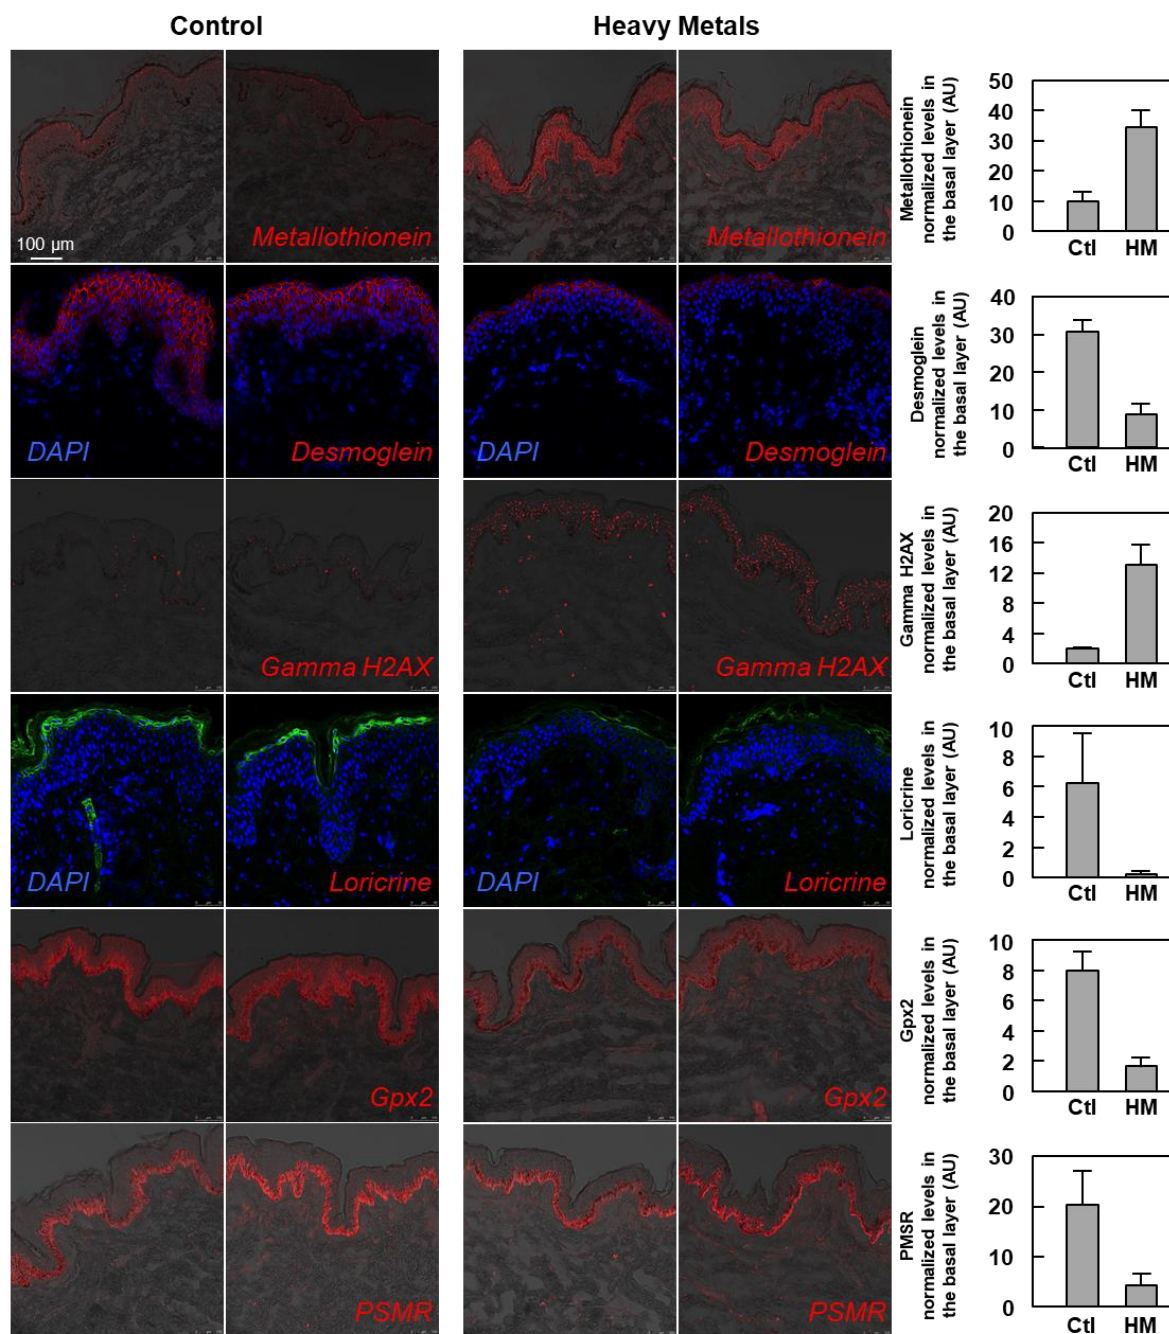 Control
Heavy Metals
Metallothionein
Metallothionein
100 µm
Metallothionein
normalized levels in
the basal layer (AU)
50
40
30
20
10
0
Ctl HM
DAPI
Desmoglein
DAPI
Desmoglein
Desmoglein
normalized levels in
the basal layer (AU)
40
30
20
10
0
Ctl HM
Gamma H2AX
Gamma H2AX
Gamma H2AX
normalized levels in
the basal layer (AU)
20
16
12
8
4
0
Ctl HM
DAPI
Loricrine
DAPI
Loricrine
Loricrine
normalized levels in
the basal layer (AU)
10
8
6
4
2
0
Ctl HM
Gpx2
Gpx2
Gpx2
normalized levels in
the basal layer (AU)
10
8
6
4
2
0
Ctl HM
PSMR
PSMR
PMSR
normalized levels in
the basal layer (AU)
30
20
10
0
Ctl HM